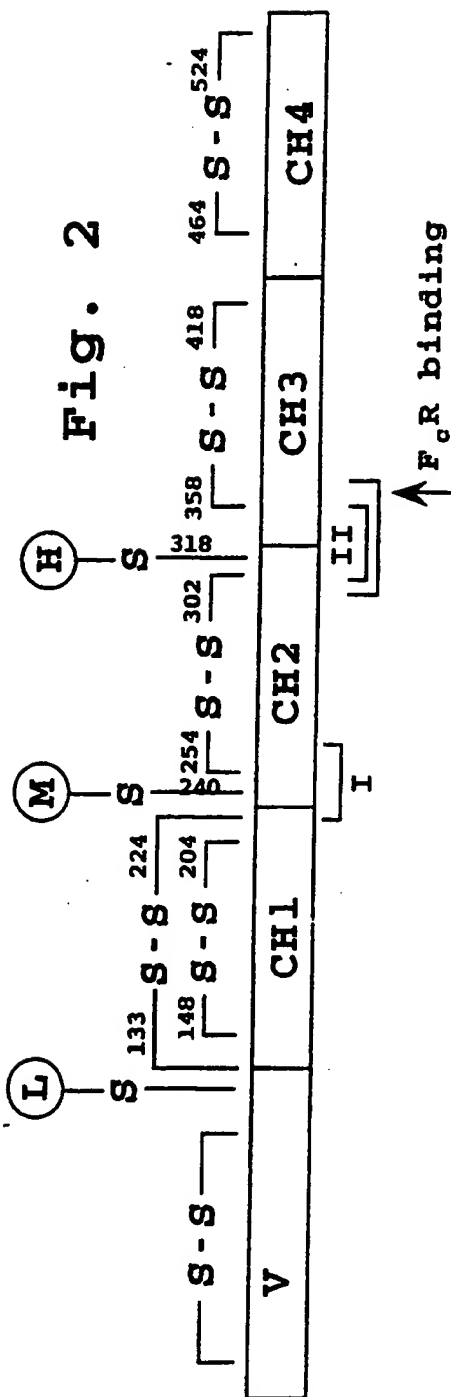 Fig. 2
L M H
S S S
S - S
133 S - S 224
148 S - S 204
240
254 S - S 302
318
358 S - S 418
464 S - S 524
V CH1 CH2 CH3 CH4
I II
FcR binding